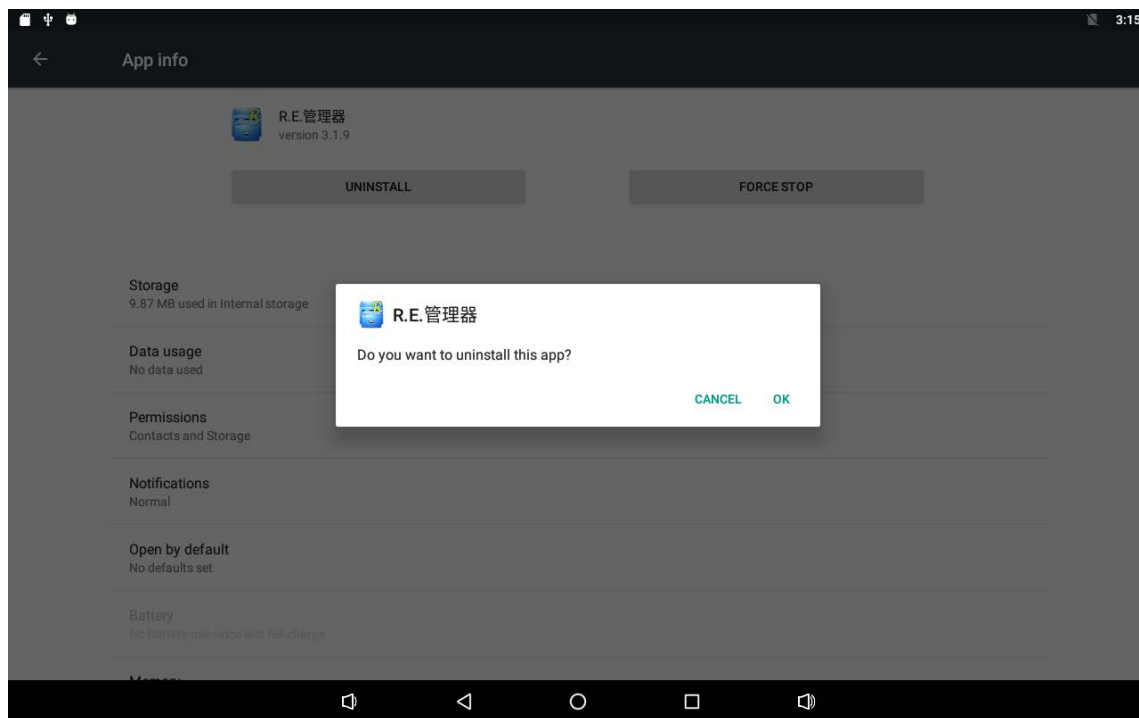 3:15
App info
R.E.管理器
version 3.1.9
UNINSTALL
FORCE STOP
Storage
9.87 MB used in Internal storage
R.E.管理器
Do you want to uninstall this app?
CANCEL
OK
Data usage
No data used
Permissions
Contacts and Storage
Notifications
Normal
Open by default
No defaults set
Battery
No battery use since last full charge
Memory